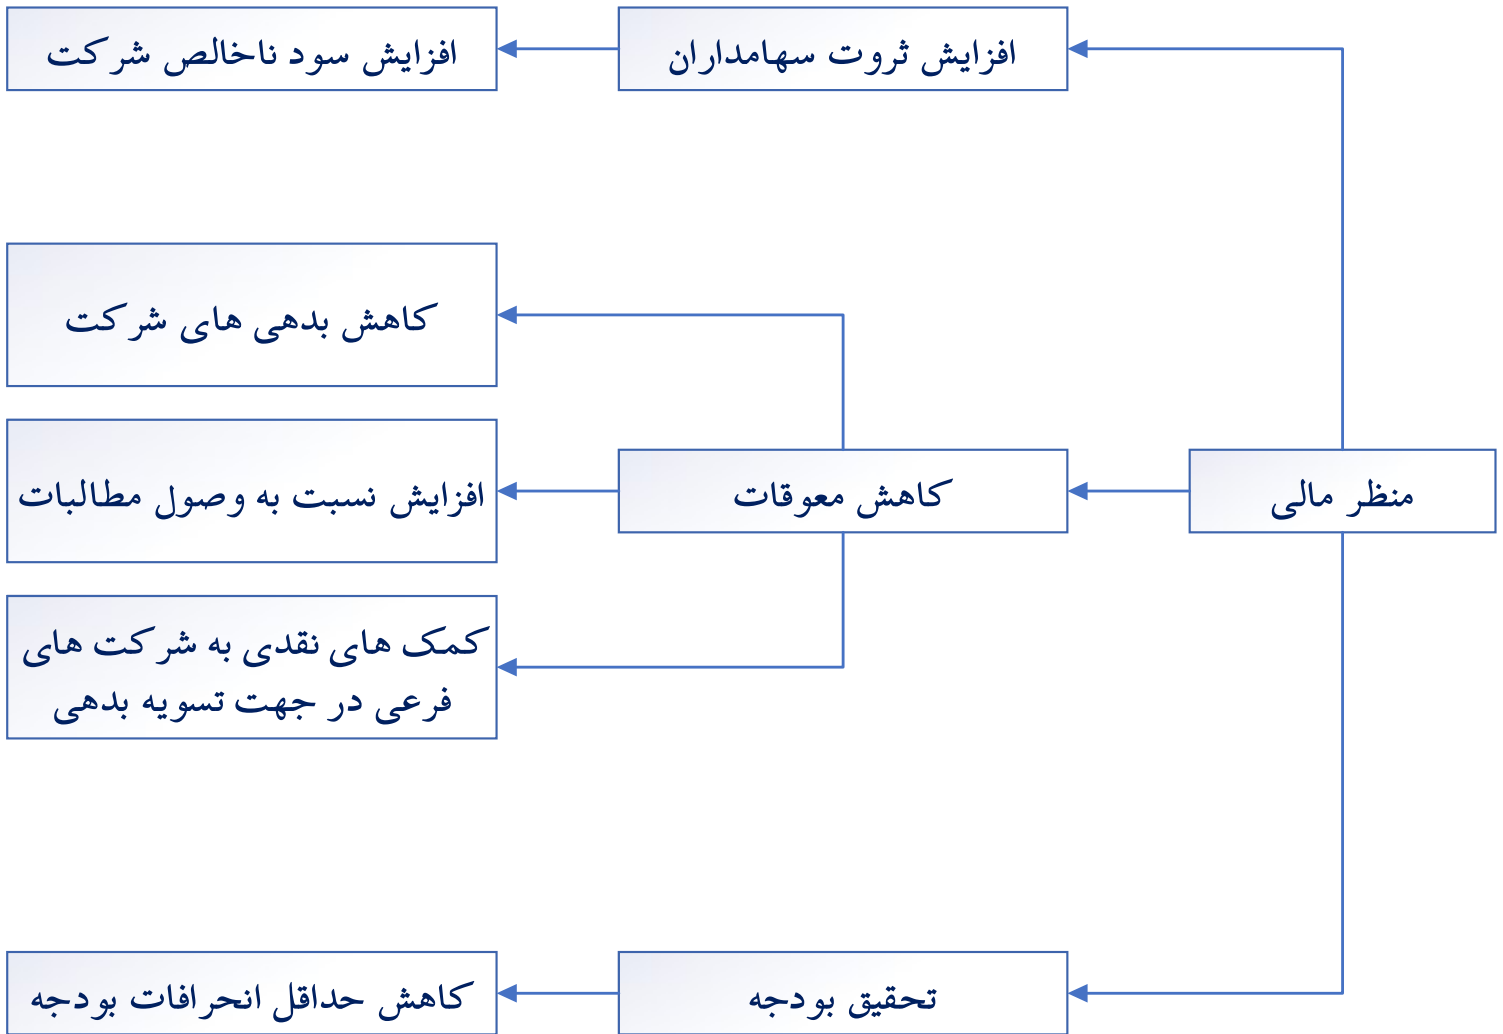 افزایش ثروت سهامداران
افزایش سود ناخالص شرکت
کاهش بدهی های شرکت
منظر مالی
کاهش معوقات
افزایش نسبت به وصول مطالبات
کمک های نقدی به شرکت های
فرعی در جهت تسویه بدهی
تحقیق بودجه
کاهش حداقل انحرافات بودجه